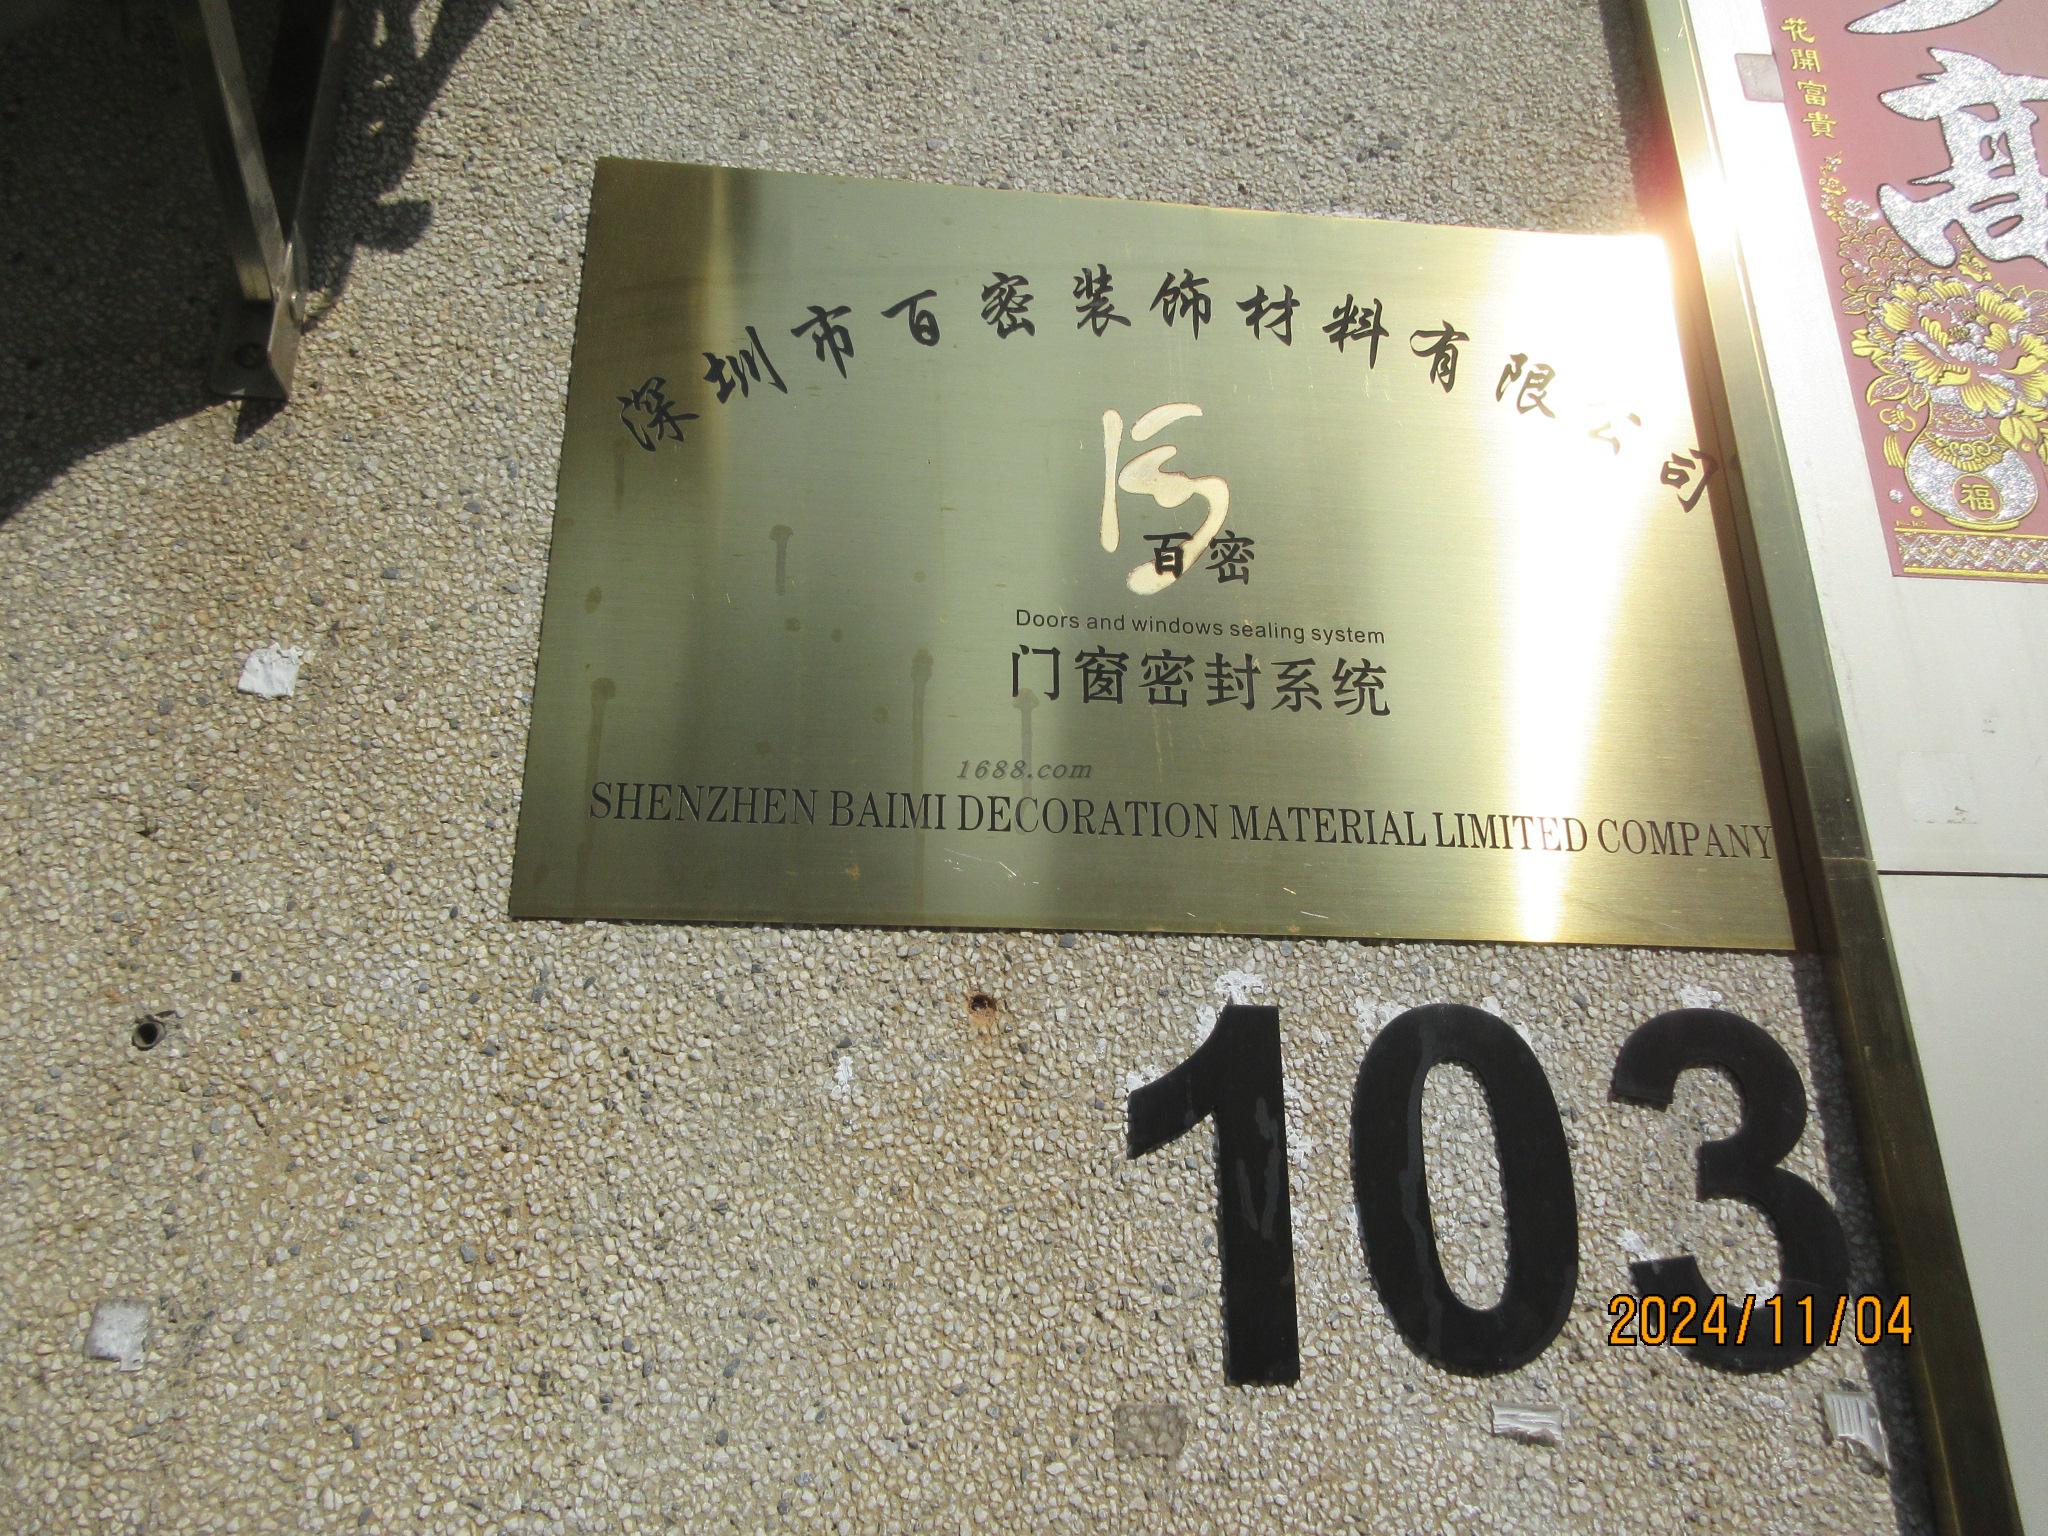 深圳市百密装饰材料有限公司
百密
Doors and windows sealing system
门窗密封系统
1688.com
SHENZHEN BAIMI DECORATION MATERIAL LIMITED COMPANY
103
2024/11/04
花開富貴
高
福